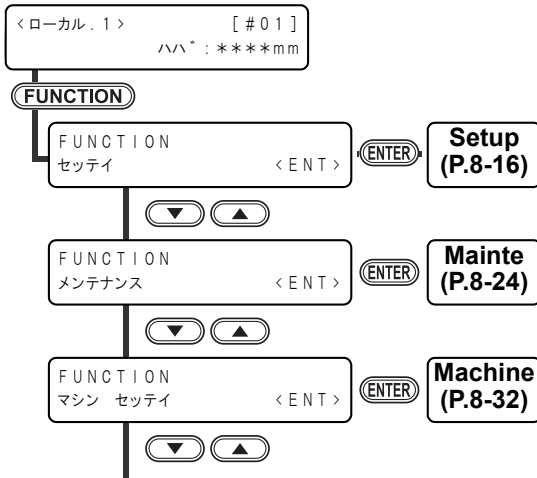 <ローカル.1> [#01]
ハバ:****mm
FUNCTION
FUNCTION
セッテイ <ENT>
ENTER
Setup
(P.8-16)
FUNCTION
メンテナンス <ENT>
ENTER
Mainte
(P.8-24)
FUNCTION
マシン セッテイ <ENT>
ENTER
Machine
(P.8-32)